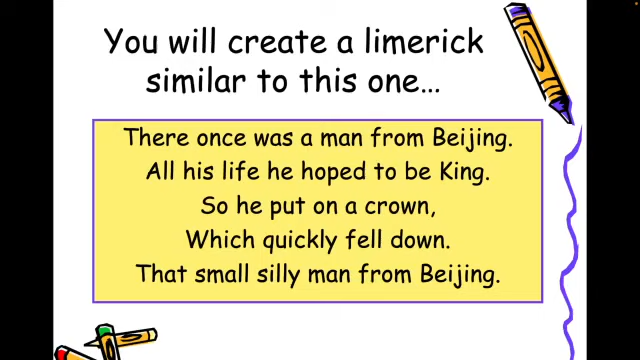 You will create a limerick
similar to this one…
There once was a man from Beijing.
All his life he hoped to be King.
So he put on a crown,
Which quickly fell down.
That small silly man from Beijing.